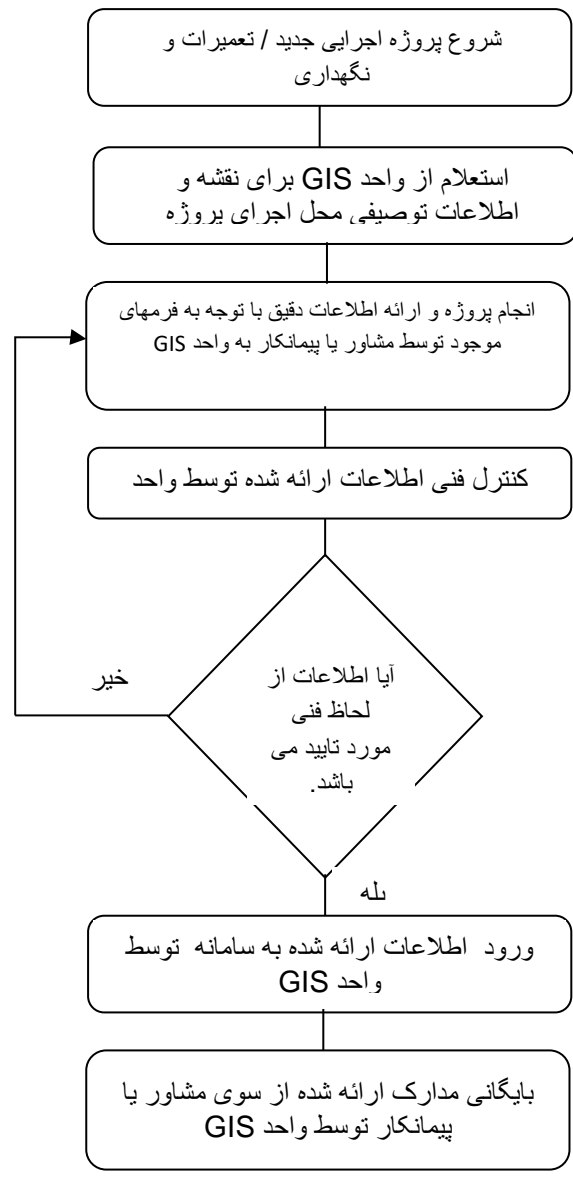 شروع پروژه اجرایی جدید / تعمیرات و
نگهداری
استعلام از واحد GIS برای نقشه و
اطلاعات توصیفی محل اجرای پروژه
انجام پروژه و ارائه اطلاعات دقیق با توجه به فرمهای
موجود توسط مشاور یا پیمانکار به واحد GIS
کنترل فنی اطلاعات ارائه شده توسط واحد
آیا اطلاعات از
لحاظ فنی
مورد تایید می
باشد.
خیر
بله
ورود اطلاعات ارائه شده به سامانه توسط
واحد GIS
بایگانی مدارک ارائه شده از سوی مشاور یا
پیمانکار توسط واحد GIS